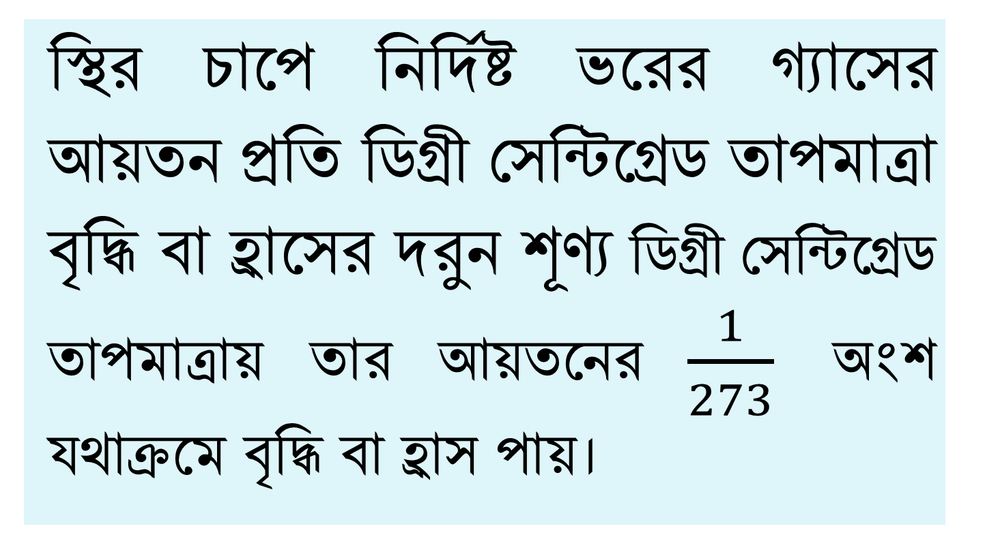 স্থির চাপে নির্দিষ্ট ভরের গ্যাসের
আয়তন প্রতি ডিগ্রী সেন্টিগ্রেড তাপমাত্রা
বৃদ্ধি বা হ্রাসের দরুন শূণ্য ডিগ্রী সেন্টিগ্রেড
তাপমাত্রায় তার আয়তনের 1/273 অংশ
যথাক্রমে বৃদ্ধি বা হ্রাস পায়।